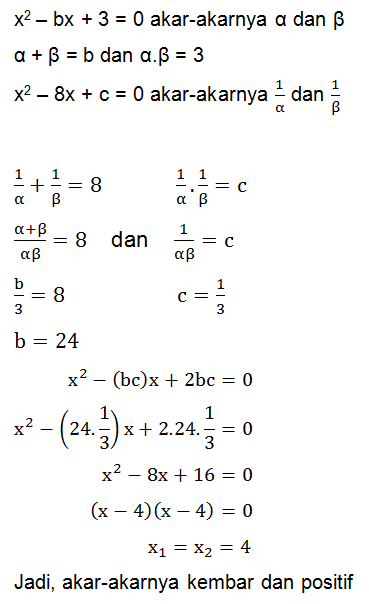 x² – bx + 3 = 0 akar-akarnya α dan β
α + β = b dan α.β = 3
x² – 8x + c = 0 akar-akarnya 1/α dan 1/β
1/α + 1/β = 8 1/α . 1/β = c
α+β/αβ = 8 dan 1/αβ = c
b/3 = 8 c = 1/3
b = 24
x² − (bc)x + 2bc = 0
x² − (24. 1/3) x + 2.24. 1/3 = 0
x² − 8x + 16 = 0
(x − 4)(x − 4) = 0
x₁ = x₂ = 4
Jadi, akar-akarnya kembar dan positif